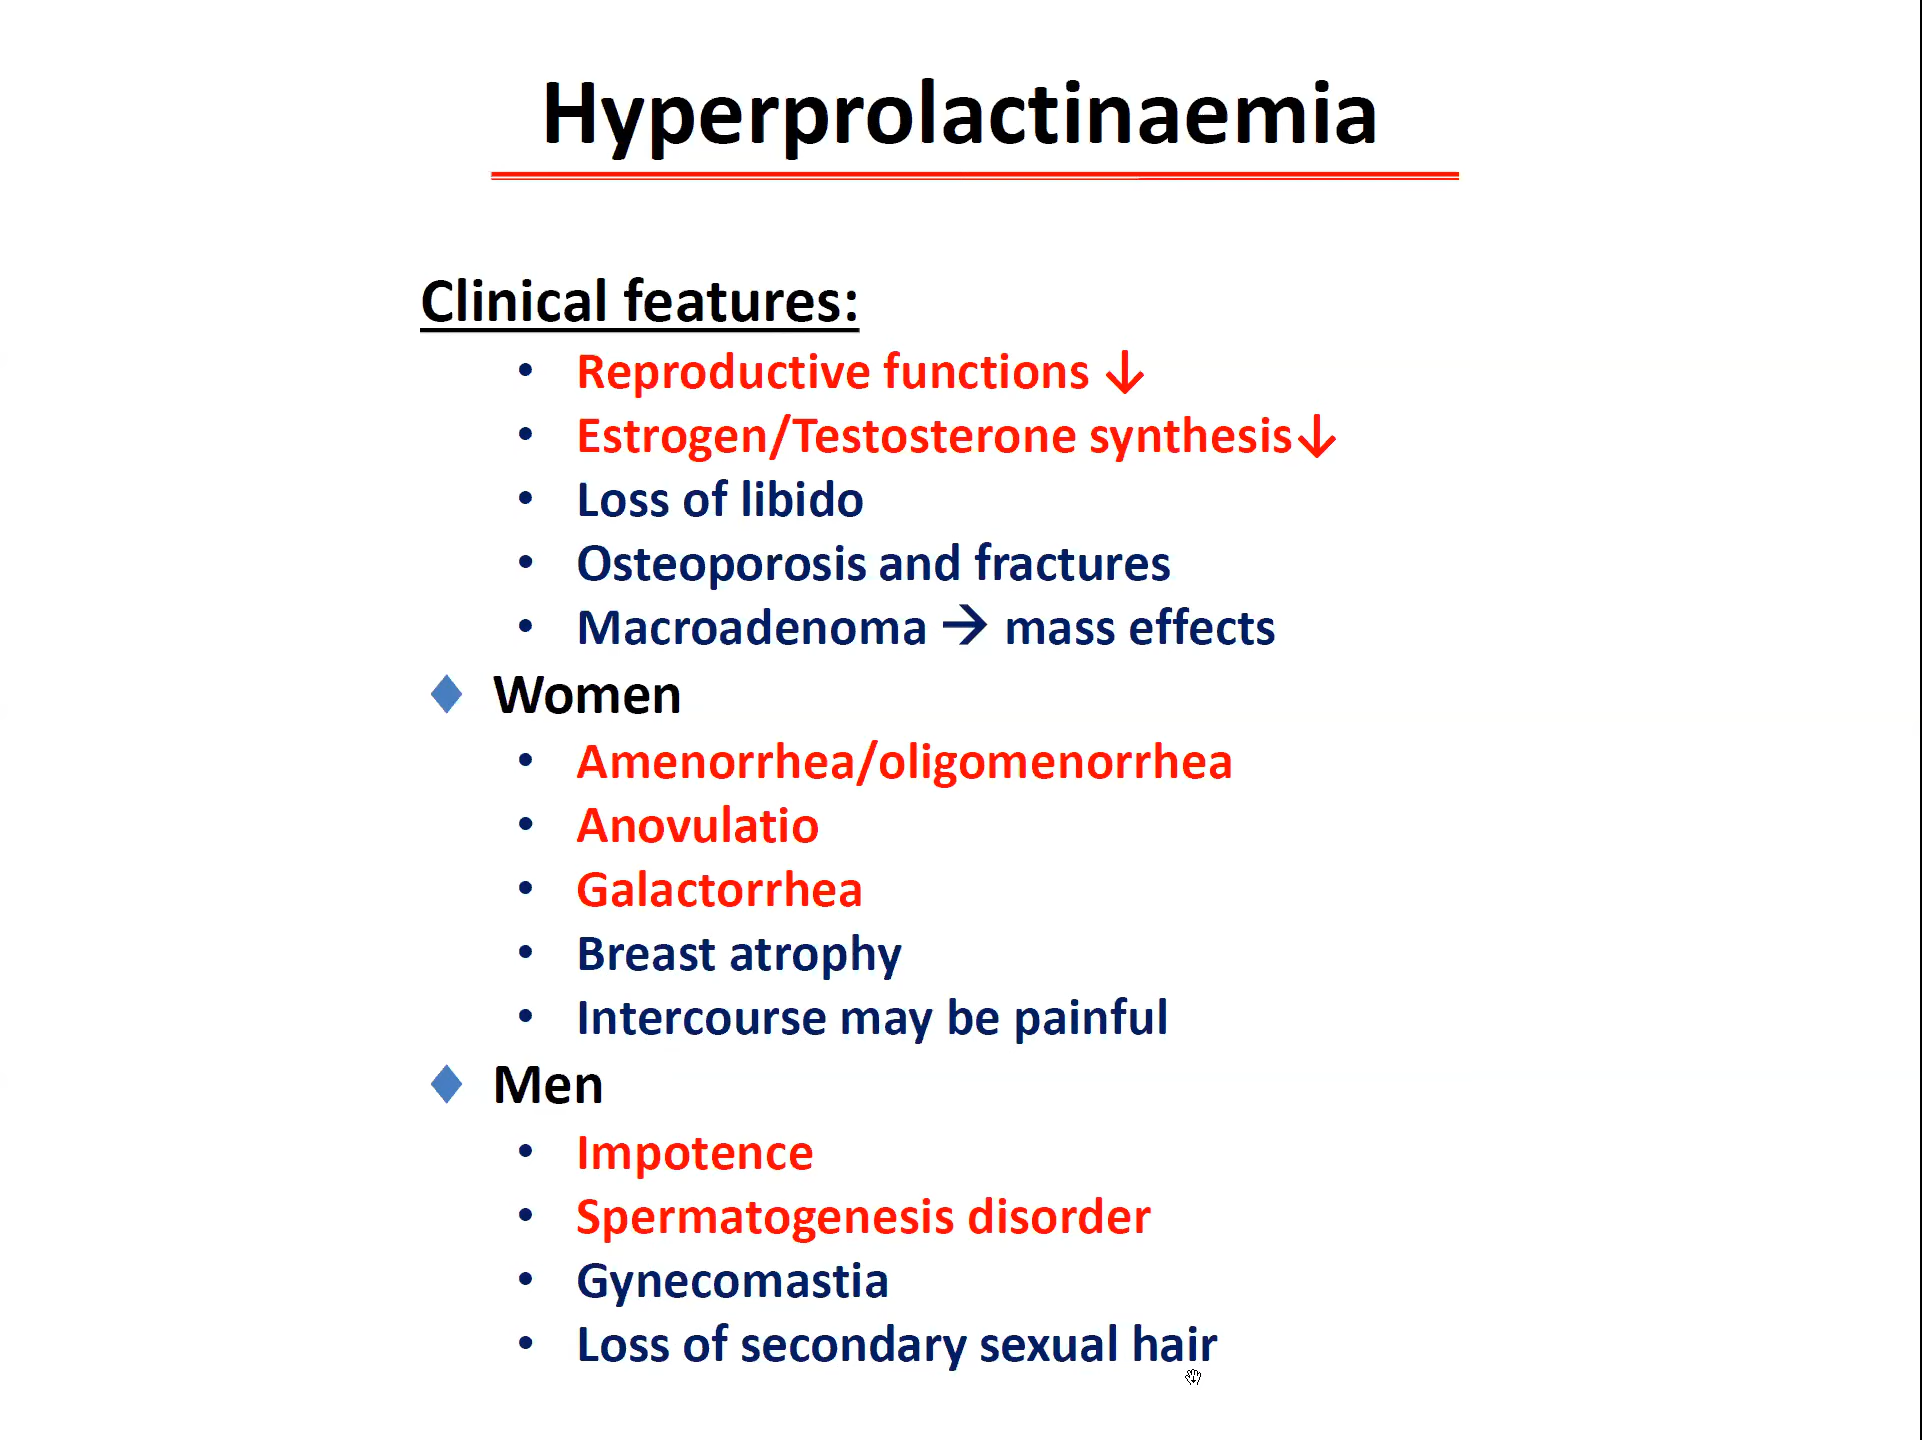 Hyperprolactinaemia
Clinical features:
• Reproductive functions ↓
• Estrogen/Testosterone synthesis↓
• Loss of libido
• Osteoporosis and fractures
• Macroadenoma → mass effects
♦ Women
• Amenorrhea/oligomenorrhea
• Anovulatio
• Galactorrhea
• Breast atrophy
• Intercourse may be painful
♦ Men
• Impotence
• Spermatogenesis disorder
• Gynecomastia
• Loss of secondary sexual hair